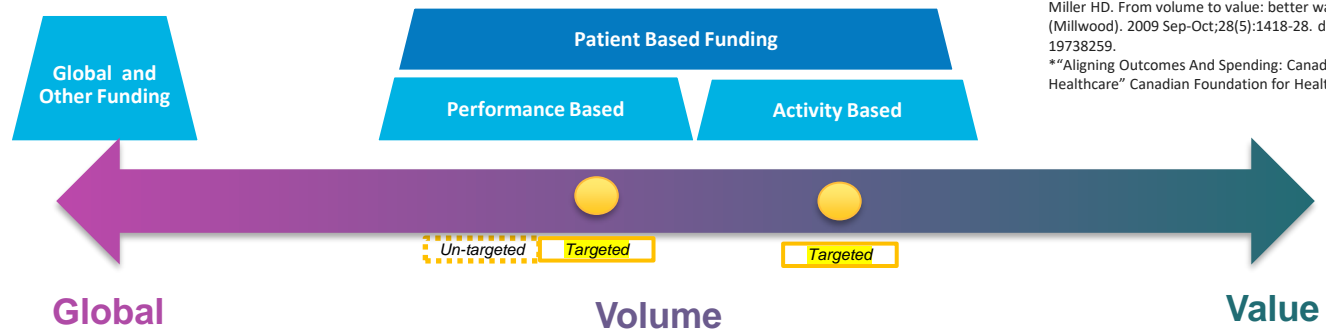 Miller HD. From volume to value: better wa
(Millwood). 2009 Sep-Oct;28(5):1418-28. d
19738259.
*“Aligning Outcomes And Spending: Canad
Healthcare” Canadian Foundation for Healt
Patient Based Funding
Global and
Other Funding
Performance Based
Activity Based
Un-targeted
Targeted
Targeted
Global
Volume
Value